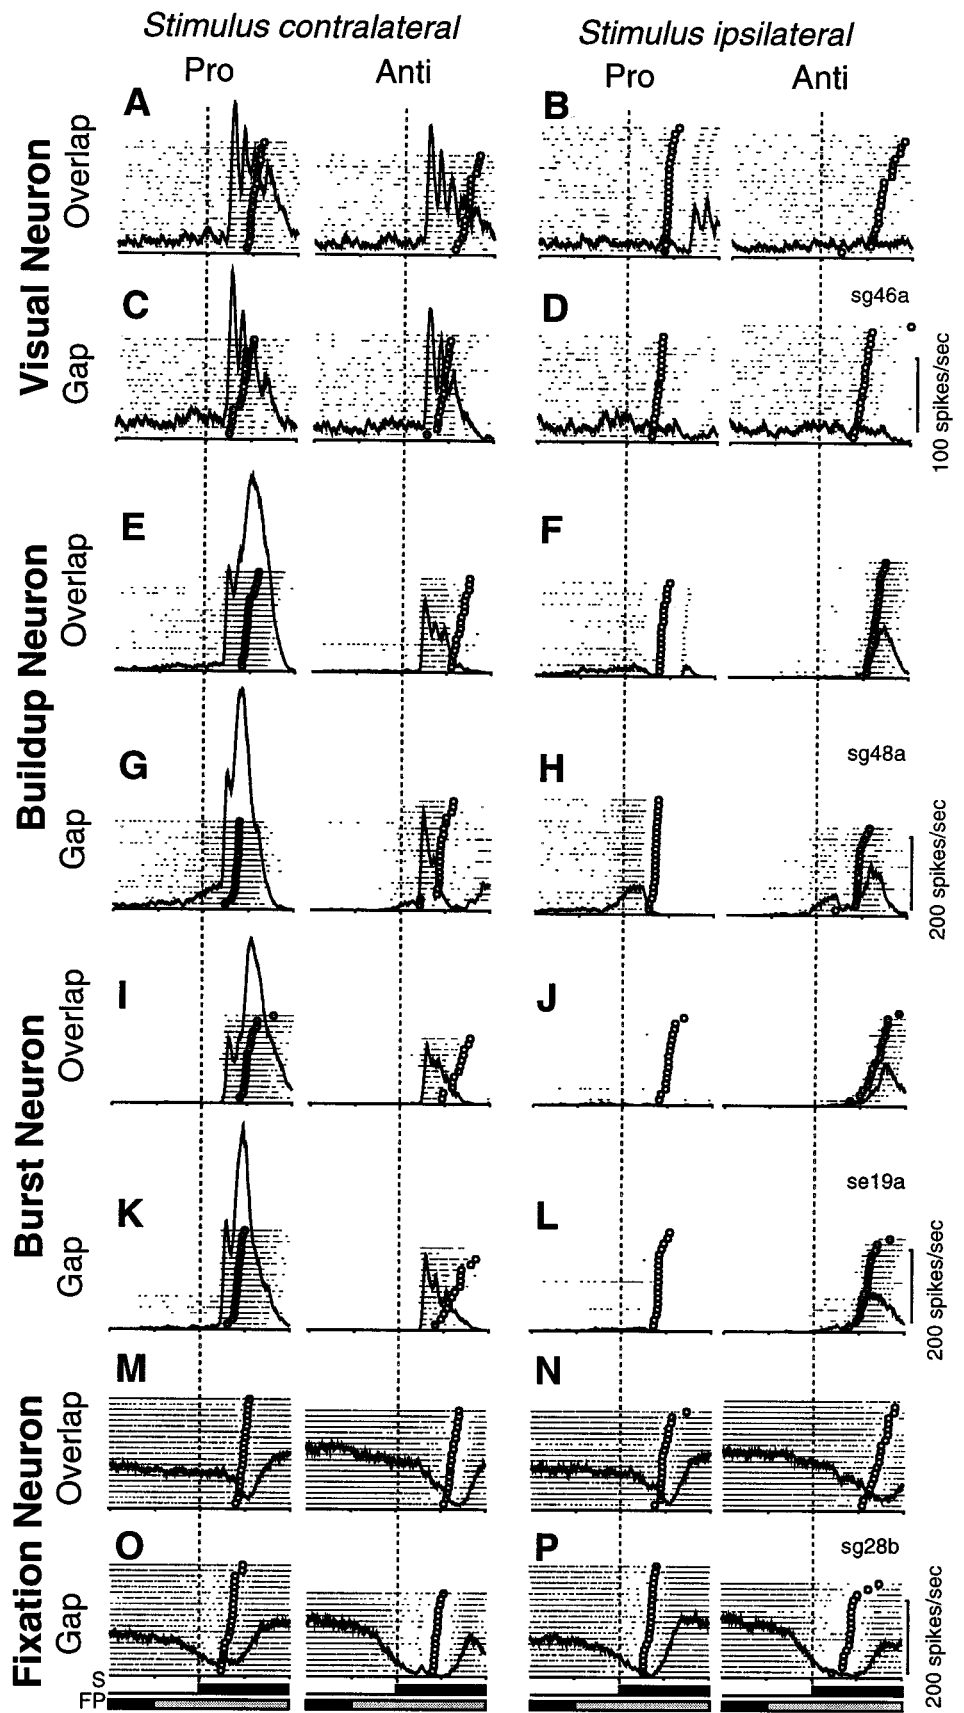 Stimulus contralateral
Stimulus ipsilateral
Pro
Anti
Pro
Anti
Visual Neuron
Overlap
A
B
Gap
C
D
sg46a
100 spikes/sec
Buildup Neuron
Overlap
E
F
Gap
G
H
sg48a
200 spikes/sec
Burst Neuron
Overlap
I
J
Gap
K
L
se19a
200 spikes/sec
Fixation Neuron
Overlap
M
N
Gap
O
P
sg28b
200 spikes/sec
S
FP